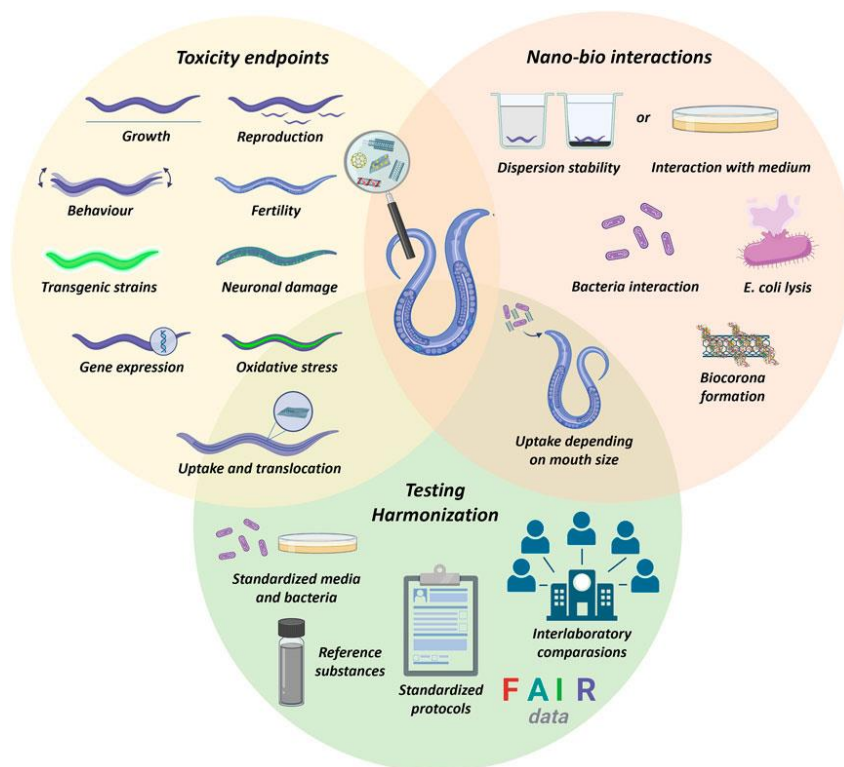 Toxicity endpoints
Growth
Reproduction
Behaviour
Fertility
Transgenic strains
Neuronal damage
Gene expression
Oxidative stress
Uptake and translocation
Nano-bio interactions
or
Dispersion stability
Interaction with medium
Bacteria interaction
E. coli lysis
Biocorona
formation
Uptake depending
on mouth size
Testing
Harmonization
Standardized media
and bacteria
Reference
substances
Standardized
protocols
Interlaboratory
comparasions
FAIR
data